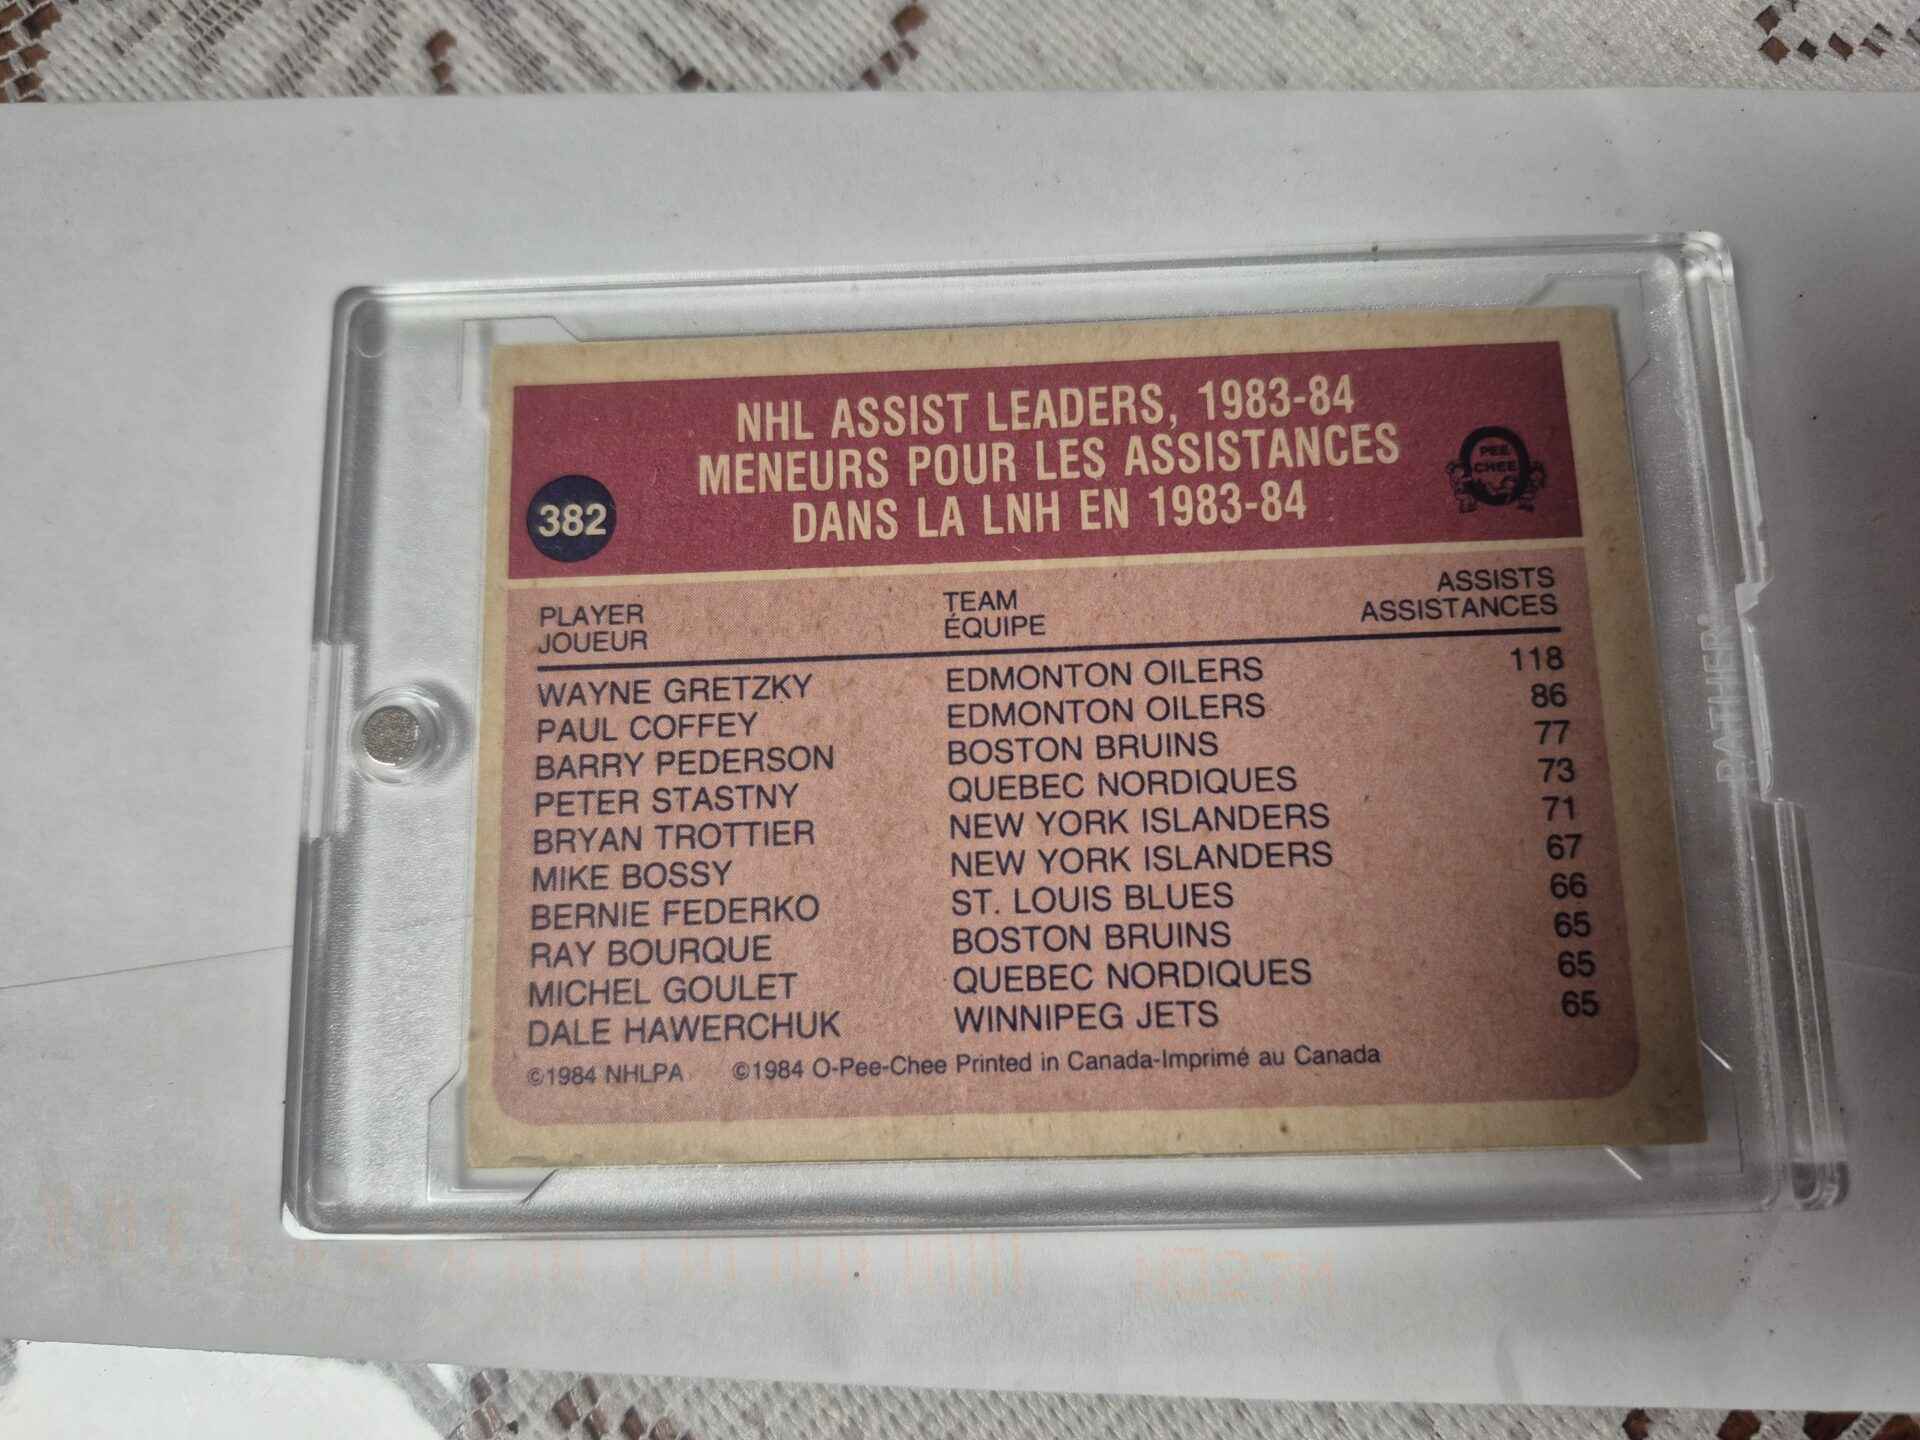 NHL ASSIST LEADERS, 1983-84
MENEURS POUR LES ASSISTANCES
DANS LA LNH EN 1983-84
382
PEE
CHEE
PLAYER TEAM ASSISTS
JOUEUR ÉQUIPE ASSISTANCES
WAYNE GRETZKY EDMONTON OILERS 118
PAUL COFFEY EDMONTON OILERS 86
BARRY PEDERSON BOSTON BRUINS 77
PETER STASTNY QUEBEC NORDIQUES 73
BRYAN TROTTIER NEW YORK ISLANDERS 71
MIKE BOSSY NEW YORK ISLANDERS 67
BERNIE FEDERKO ST. LOUIS BLUES 66
RAY BOURQUE BOSTON BRUINS 65
MICHEL GOULET QUEBEC NORDIQUES 65
DALE HAWERCHUK WINNIPEG JETS 65
©1984 NHLPA ©1984 O-Pee-Chee Printed in Canada-Imprimé au Canada